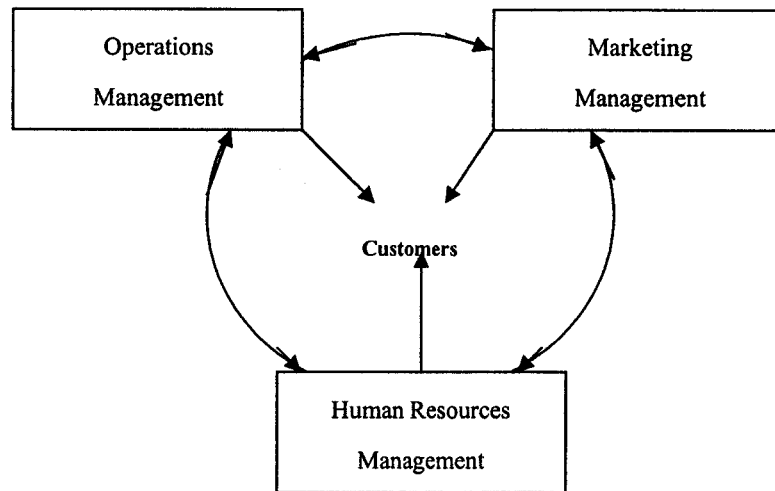 Operations
Management
Marketing
Management
Customers
Human Resources
Management